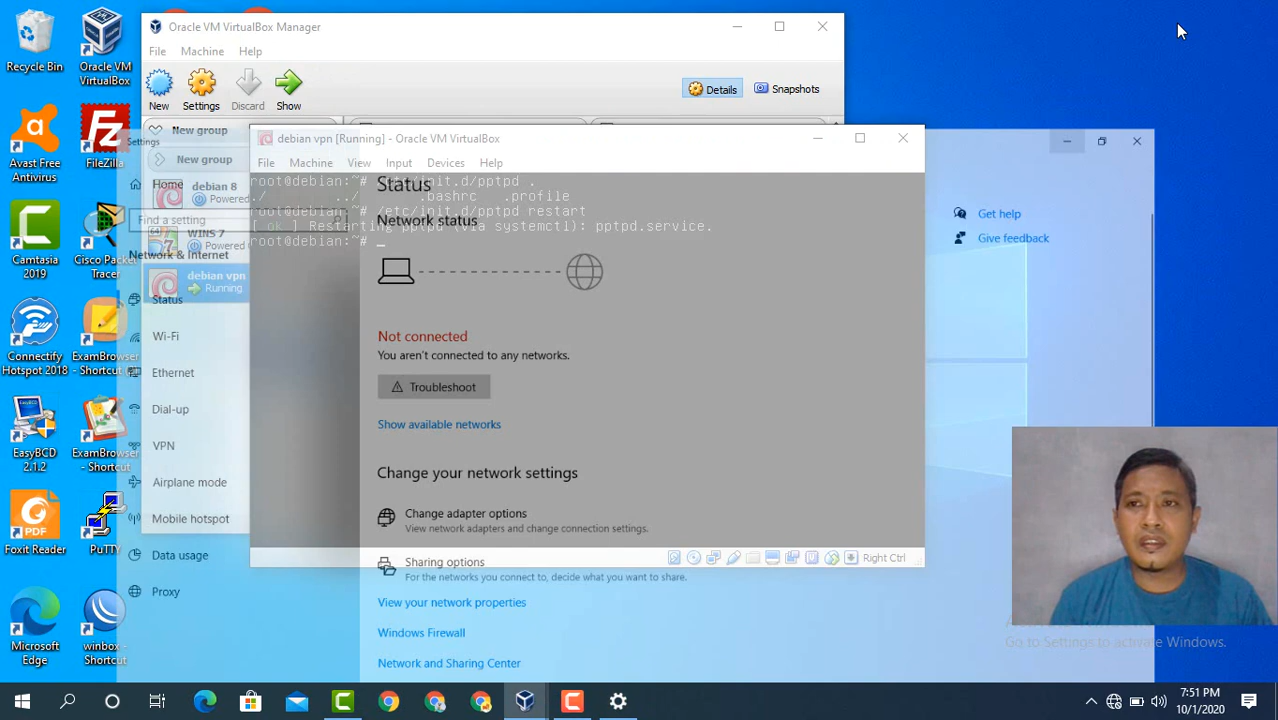 Recycle Bin
Oracle VM VirtualBox
Avast Free Antivirus
FileZilla
Camtasia 2019
Cisco Packet Tracer
Connectify Hotspot 2018
ExamBrowser - Shortcut
EasyBCD 2.1.2
ExamBrowser - Shortcut
Foxit Reader
PuTTY
Microsoft Edge
winbox - Shortcut
Oracle VM VirtualBox Manager
File Machine Help
New Settings Discard Show
Details Snapshots
New group
New group
debian 8
Powered
WIN 7
Powered
debian vpn
Running
debian vpn [Running] - Oracle VM VirtualBox
File Machine View Input Devices Help
root@debian:~# /etc/init.d/pptpd .
./ ../ .bashrc .profile
root@debian:~# /etc/init.d/pptpd restart
[ ok ] Restarting pptpd (via systemctl): pptpd.service.
root@debian:~# _
Right Ctrl
Settings
Home
Find a setting
Network & Internet
Status
Wi-Fi
Ethernet
Dial-up
VPN
Airplane mode
Mobile hotspot
Data usage
Proxy
Status
Network status
Not connected
You aren't connected to any networks.
Troubleshoot
Show available networks
Change your network settings
Change adapter options
View network adapters and change connection settings.
Sharing options
For the networks you connect to, decide what you want to share.
View your network properties
Windows Firewall
Network and Sharing Center
Get help
Give feedback
Go to Settings to activate Windows.
7:51 PM
10/1/2020